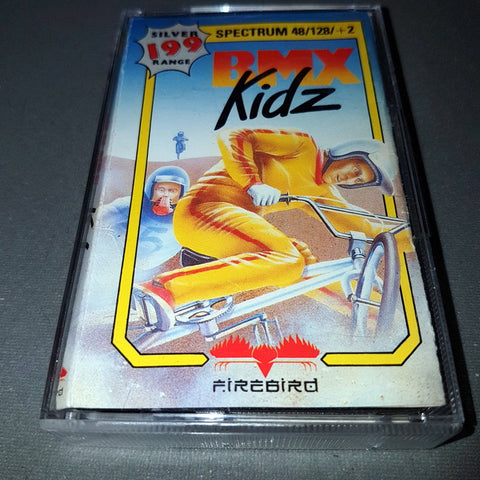 SILVER
199
RANGE
SPECTRUM 48/128/+2
BMX
Kidz
FIREBIRD